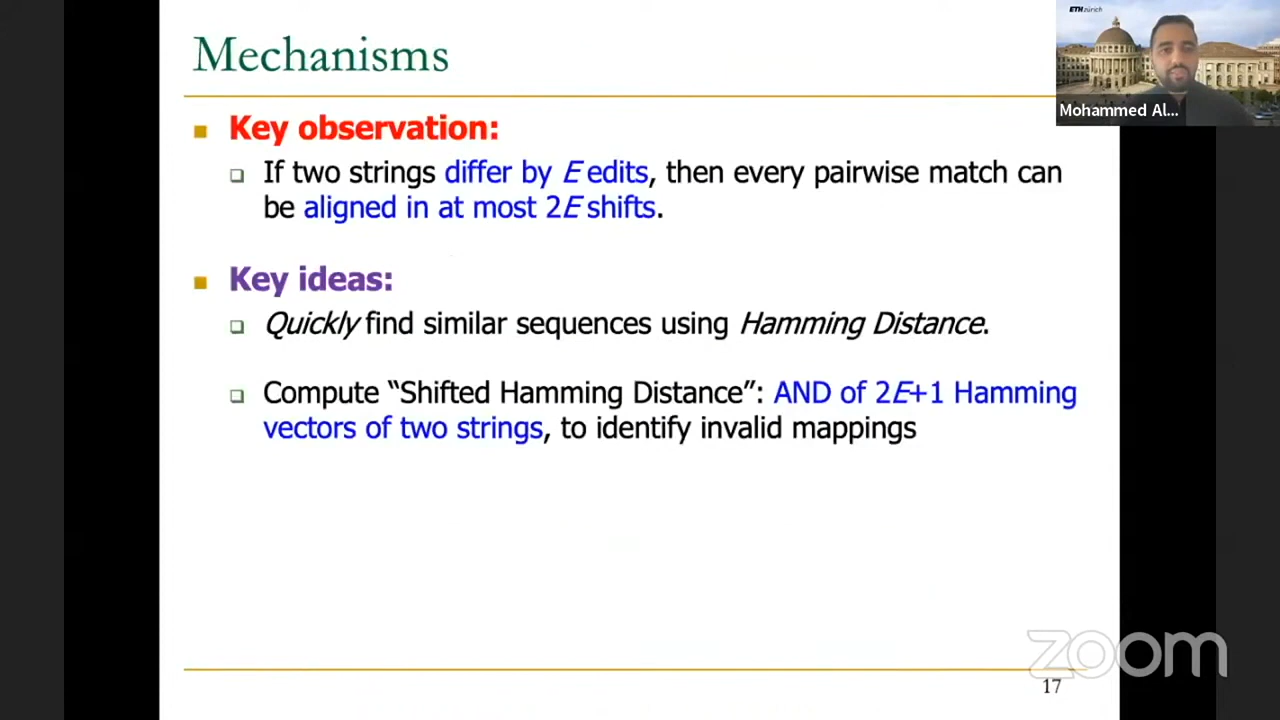 Mechanisms
ETH zürich
Mohammed Al...
Key observation:
If two strings differ by E edits, then every pairwise match can
be aligned in at most 2E shifts.
Key ideas:
Quickly find similar sequences using Hamming Distance.
Compute “Shifted Hamming Distance”: AND of 2E+1 Hamming
vectors of two strings, to identify invalid mappings
zoom
17